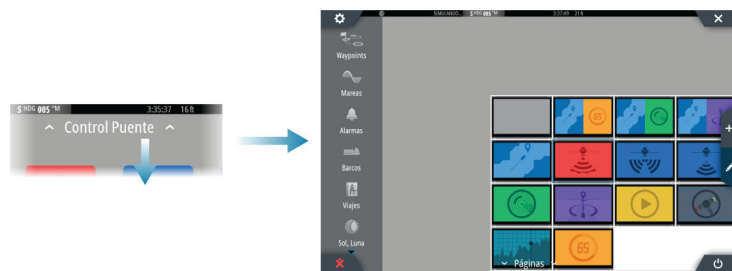 S HDG 005 °M 3:35:37 16 ft
Control Puente
SIMULANDO... S HDG 005 °M 3:37:49 21 ft
Waypoints
Mareas
Alarmas
Barcos
Viajes
Sol, Luna
65
65
Páginas